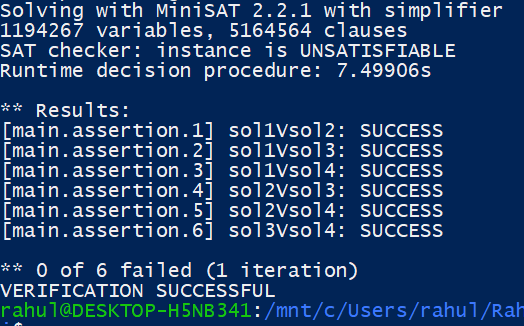 Solving with MiniSAT 2.2.1 with simplifier
1194267 variables, 5164564 clauses
SAT checker: instance is UNSATISFIABLE
Runtime decision procedure: 7.49906s
** Results:
[main.assertion.1] sol1Vsol2: SUCCESS
[main.assertion.2] sol1Vsol3: SUCCESS
[main.assertion.3] sol1Vsol4: SUCCESS
[main.assertion.4] sol2Vsol3: SUCCESS
[main.assertion.5] sol2Vsol4: SUCCESS
[main.assertion.6] sol3Vsol4: SUCCESS
** 0 of 6 failed (1 iteration)
VERIFICATION SUCCESSFUL
rahul@DESKTOP-H5NB341:/mnt/c/Users/rahul/Rah